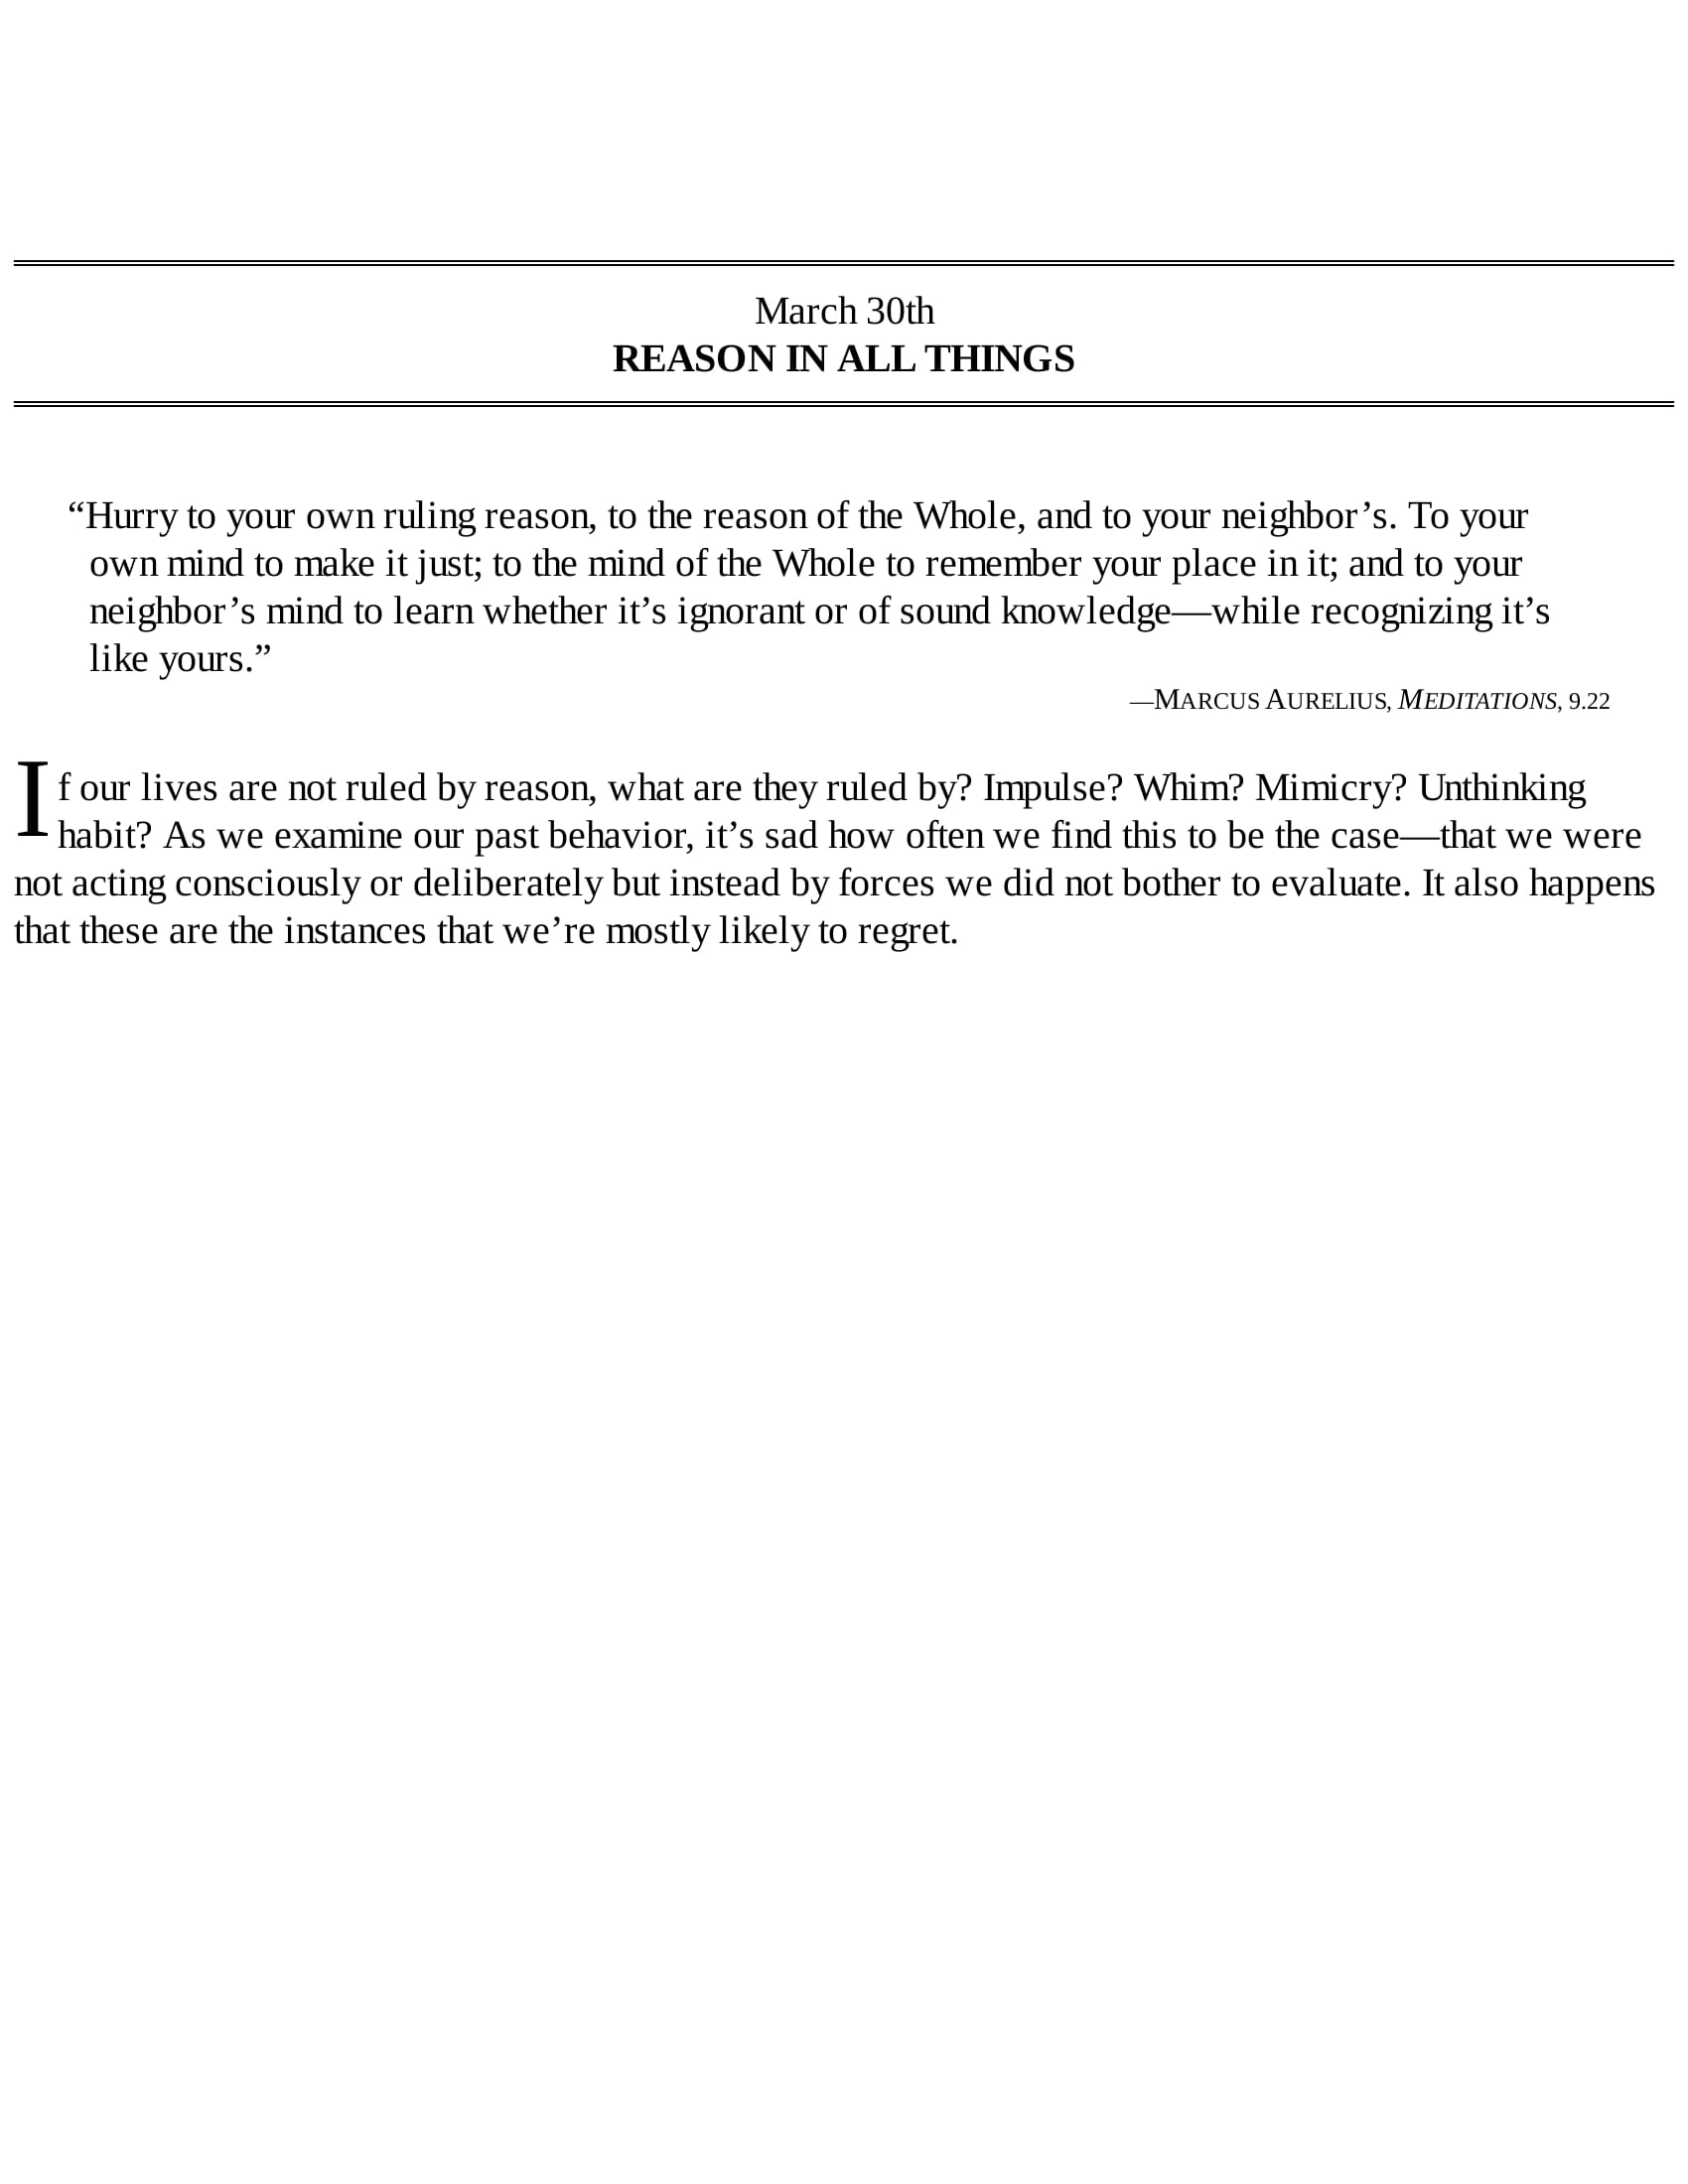 March 30th
REASON IN ALL THINGS
“Hurry to your own ruling reason, to the reason of the Whole, and to your neighbor’s. To your
own mind to make it just; to the mind of the Whole to remember your place in it; and to your
neighbor’s mind to learn whether it’s ignorant or of sound knowledge—while recognizing it’s
like yours.”
—MARCUS AURELIUS, MEDITATIONS, 9.22
If our lives are not ruled by reason, what are they ruled by? Impulse? Whim? Mimicry? Unthinking
habit? As we examine our past behavior, it’s sad how often we find this to be the case—that we were
not acting consciously or deliberately but instead by forces we did not bother to evaluate. It also happens
that these are the instances that we’re mostly likely to regret.